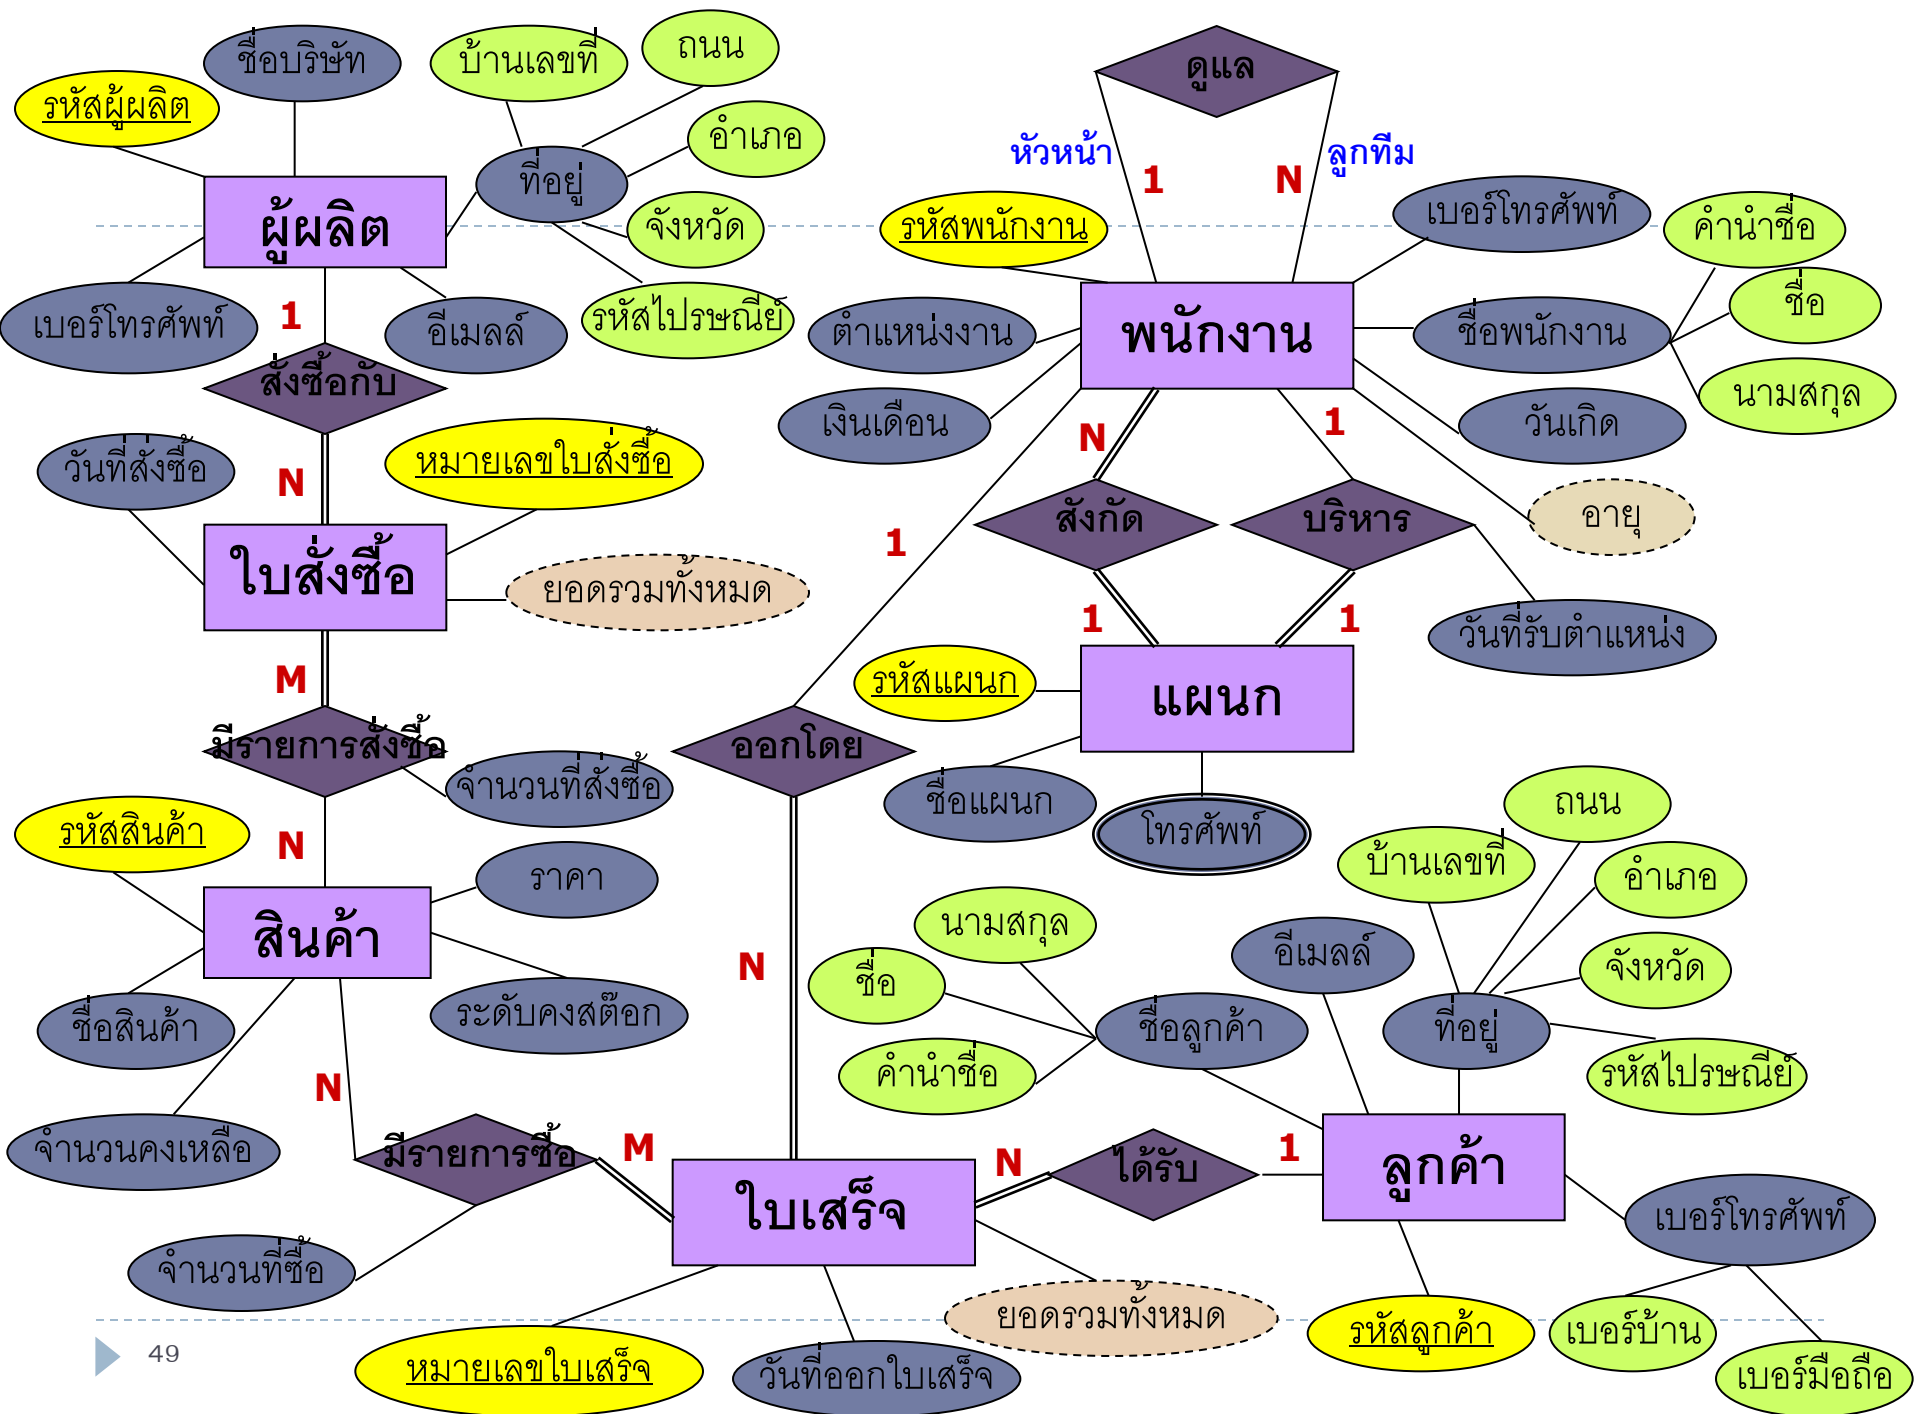 ชื่อบริษัท
บ้านเลขที่
ถนน
ดูแล
รหัสผู้ผลิต
อำเภอ
ที่อยู่
หัวหน้า
ลูกทีม
1
N
ผู้ผลิต
จังหวัด
รหัสพนักงาน
เบอร์โทรศัพท์
คำนำชื่อ
เบอร์โทรศัพท์
1
อีเมลล์
รหัสไปรษณีย์
ตำแหน่งงาน
พนักงาน
ชื่อพนักงาน
ชื่อ
สั่งซื้อกับ
นามสกุล
เงินเดือน
วันเกิด
1
N
วันที่สั่งซื้อ
N
หมายเลขใบสั่งซื้อ
สังกัด
บริหาร
อายุ
ใบสั่งซื้อ
1
ยอดรวมทั้งหมด
1
1
วันที่รับตำแหน่ง
M
รหัสแผนก
แผนก
มีรายการสั่งซื้อ
ออกโดย
จำนวนที่สั่งซื้อ
ชื่อแผนก
โทรศัพท์
ถนน
รหัสสินค้า
N
บ้านเลขที่
ราคา
อำเภอ
สินค้า
นามสกุล
อีเมลล์
N
ชื่อ
จังหวัด
ชื่อสินค้า
ระดับคงสต๊อก
ชื่อลูกค้า
ที่อยู่
N
คำนำชื่อ
รหัสไปรษณีย์
จำนวนคงเหลือ
มีรายการซื้อ
M
N
ได้รับ
1
ลูกค้า
ใบเสร็จ
เบอร์โทรศัพท์
จำนวนที่ซื้อ
ยอดรวมทั้งหมด
รหัสลูกค้า
เบอร์บ้าน
49
หมายเลขใบเสร็จ
วันที่ออกใบเสร็จ
เบอร์มือถือ